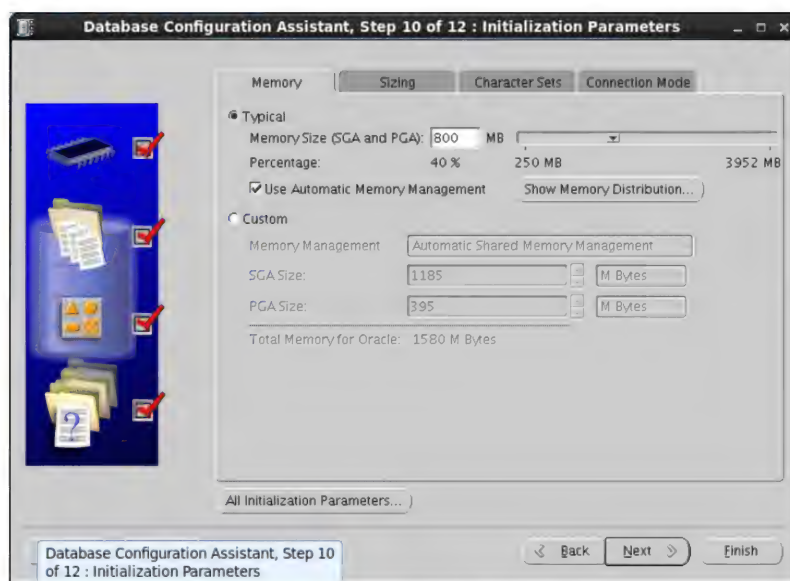 Database Configuration Assistant, Step 10 of 12 : Initialization Parameters
Memory Sizing Character Sets Connection Mode
Typical
Memory Size (SGA and PGA): 800 MB
Percentage: 40 % 250 MB 3952 MB
Use Automatic Memory Management Show Memory Distribution...
Custom
Memory Management Automatic Shared Memory Management
SGA Size: 1185 M Bytes
PGA Size: 395 M Bytes
Total Memory for Oracle: 1580 M Bytes
?
All Initialization Parameters...
Back Next Finish
Database Configuration Assistant, Step 10
of 12 : Initialization Parameters